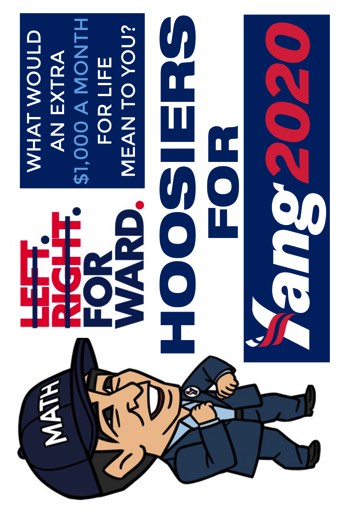 WHAT WOULD
AN EXTRA
$1,000 A MONTH
FOR LIFE
MEAN TO YOU?
LEFT.
RIGHT.
FOR
WARD.
HOOSIERS
FOR
Yang2020
MATH